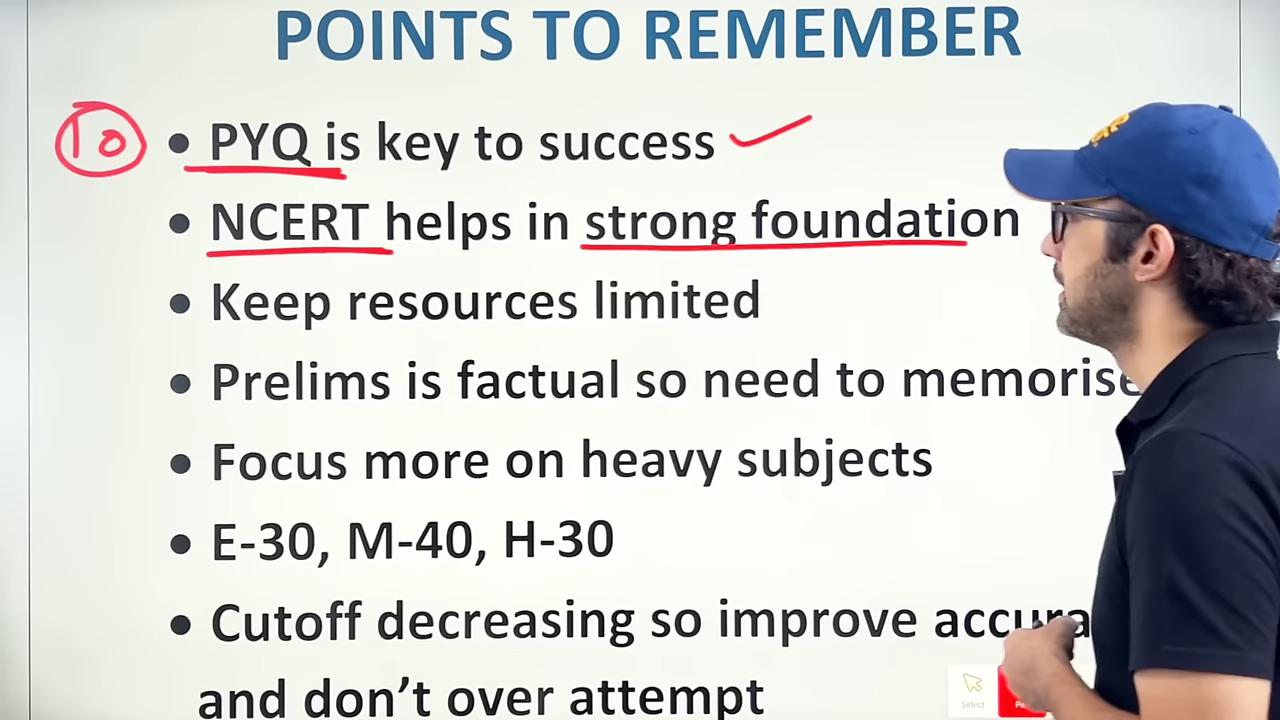 POINTS TO REMEMBER
10 • PYQ is key to success
• NCERT helps in strong foundation
• Keep resources limited
• Prelims is factual so need to memorise
• Focus more on heavy subjects
• E-30, M-40, H-30
• Cutoff decreasing so improve
and don’t over attempt
Select